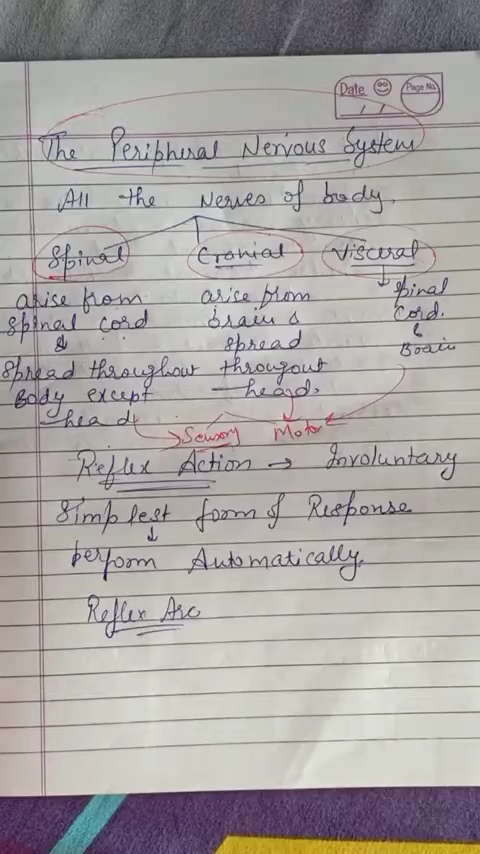 Date
Page No.
The Peripheral Nervous System
All the Nerves of body.
Spinal
Cranial
Visceral
arise from
spinal cord
&
spread throughout
Body except
head
arise from
brain &
spread
througout
head.
Spinal
Cord.
&
Brain
Sensory Motor
Reflex Action → Involuntary
Simplest form of Response
↓
perform Automatically.
Reflex Arc